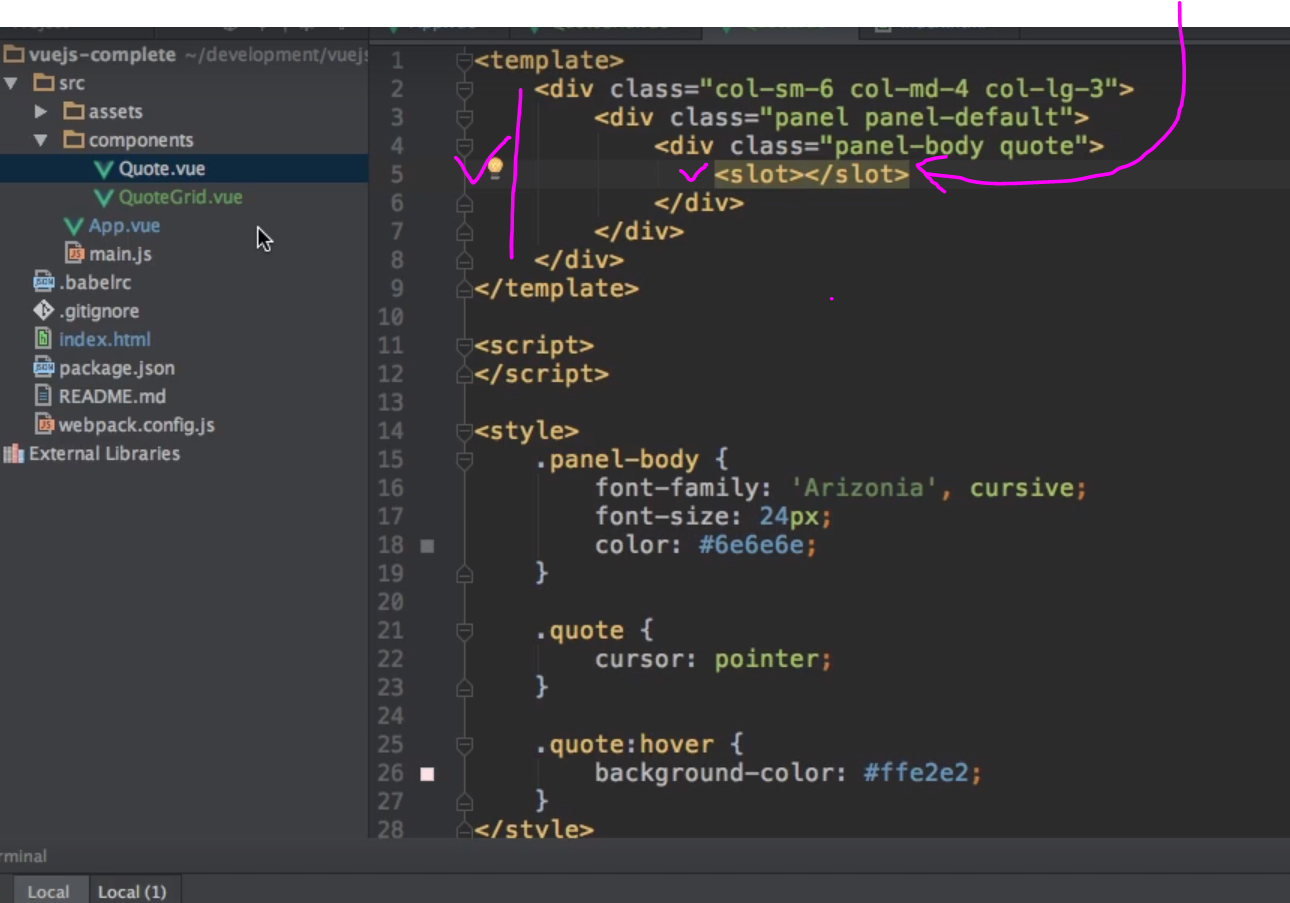 vuejs-complete ~/development/vuejs
src
assets
components
Quote.vue
QuoteGrid.vue
App.vue
main.js
.babelrc
.gitignore
index.html
package.json
README.md
webpack.config.js
External Libraries
1 <template>
2 <div class="col-sm-6 col-md-4 col-lg-3">
3 <div class="panel panel-default">
4 <div class="panel-body quote">
5 <slot></slot>
6 </div>
7 </div>
8 </div>
9 </template>
10
11 <script>
12 </script>
13
14 <style>
15 .panel-body {
16 font-family: 'Arizonia', cursive;
17 font-size: 24px;
18 color: #6e6e6e;
19 }
20
21 .quote {
22 cursor: pointer;
23 }
24
25 .quote:hover {
26 background-color: #ffe2e2;
27 }
28 </style>
rminal
Local Local (1)